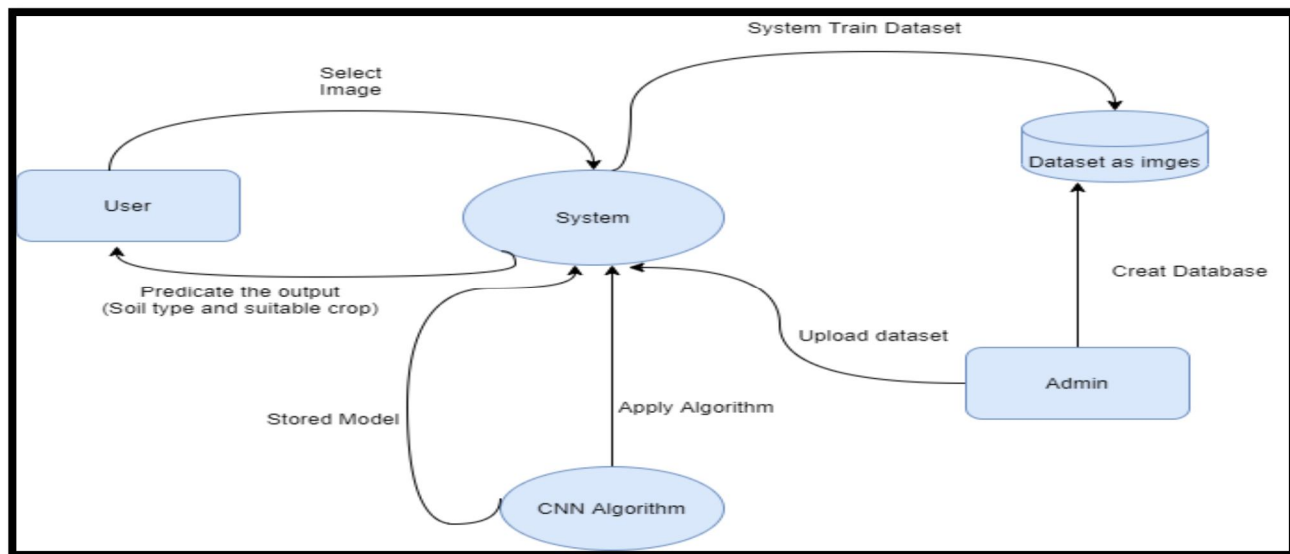 System Train Dataset
Select
Image
Dataset as imges
User
System
Creat Database
Predicate the output
(Soil type and suitable crop)
Upload dataset
Admin
Apply Algorithm
Stored Model
CNN Algorithm